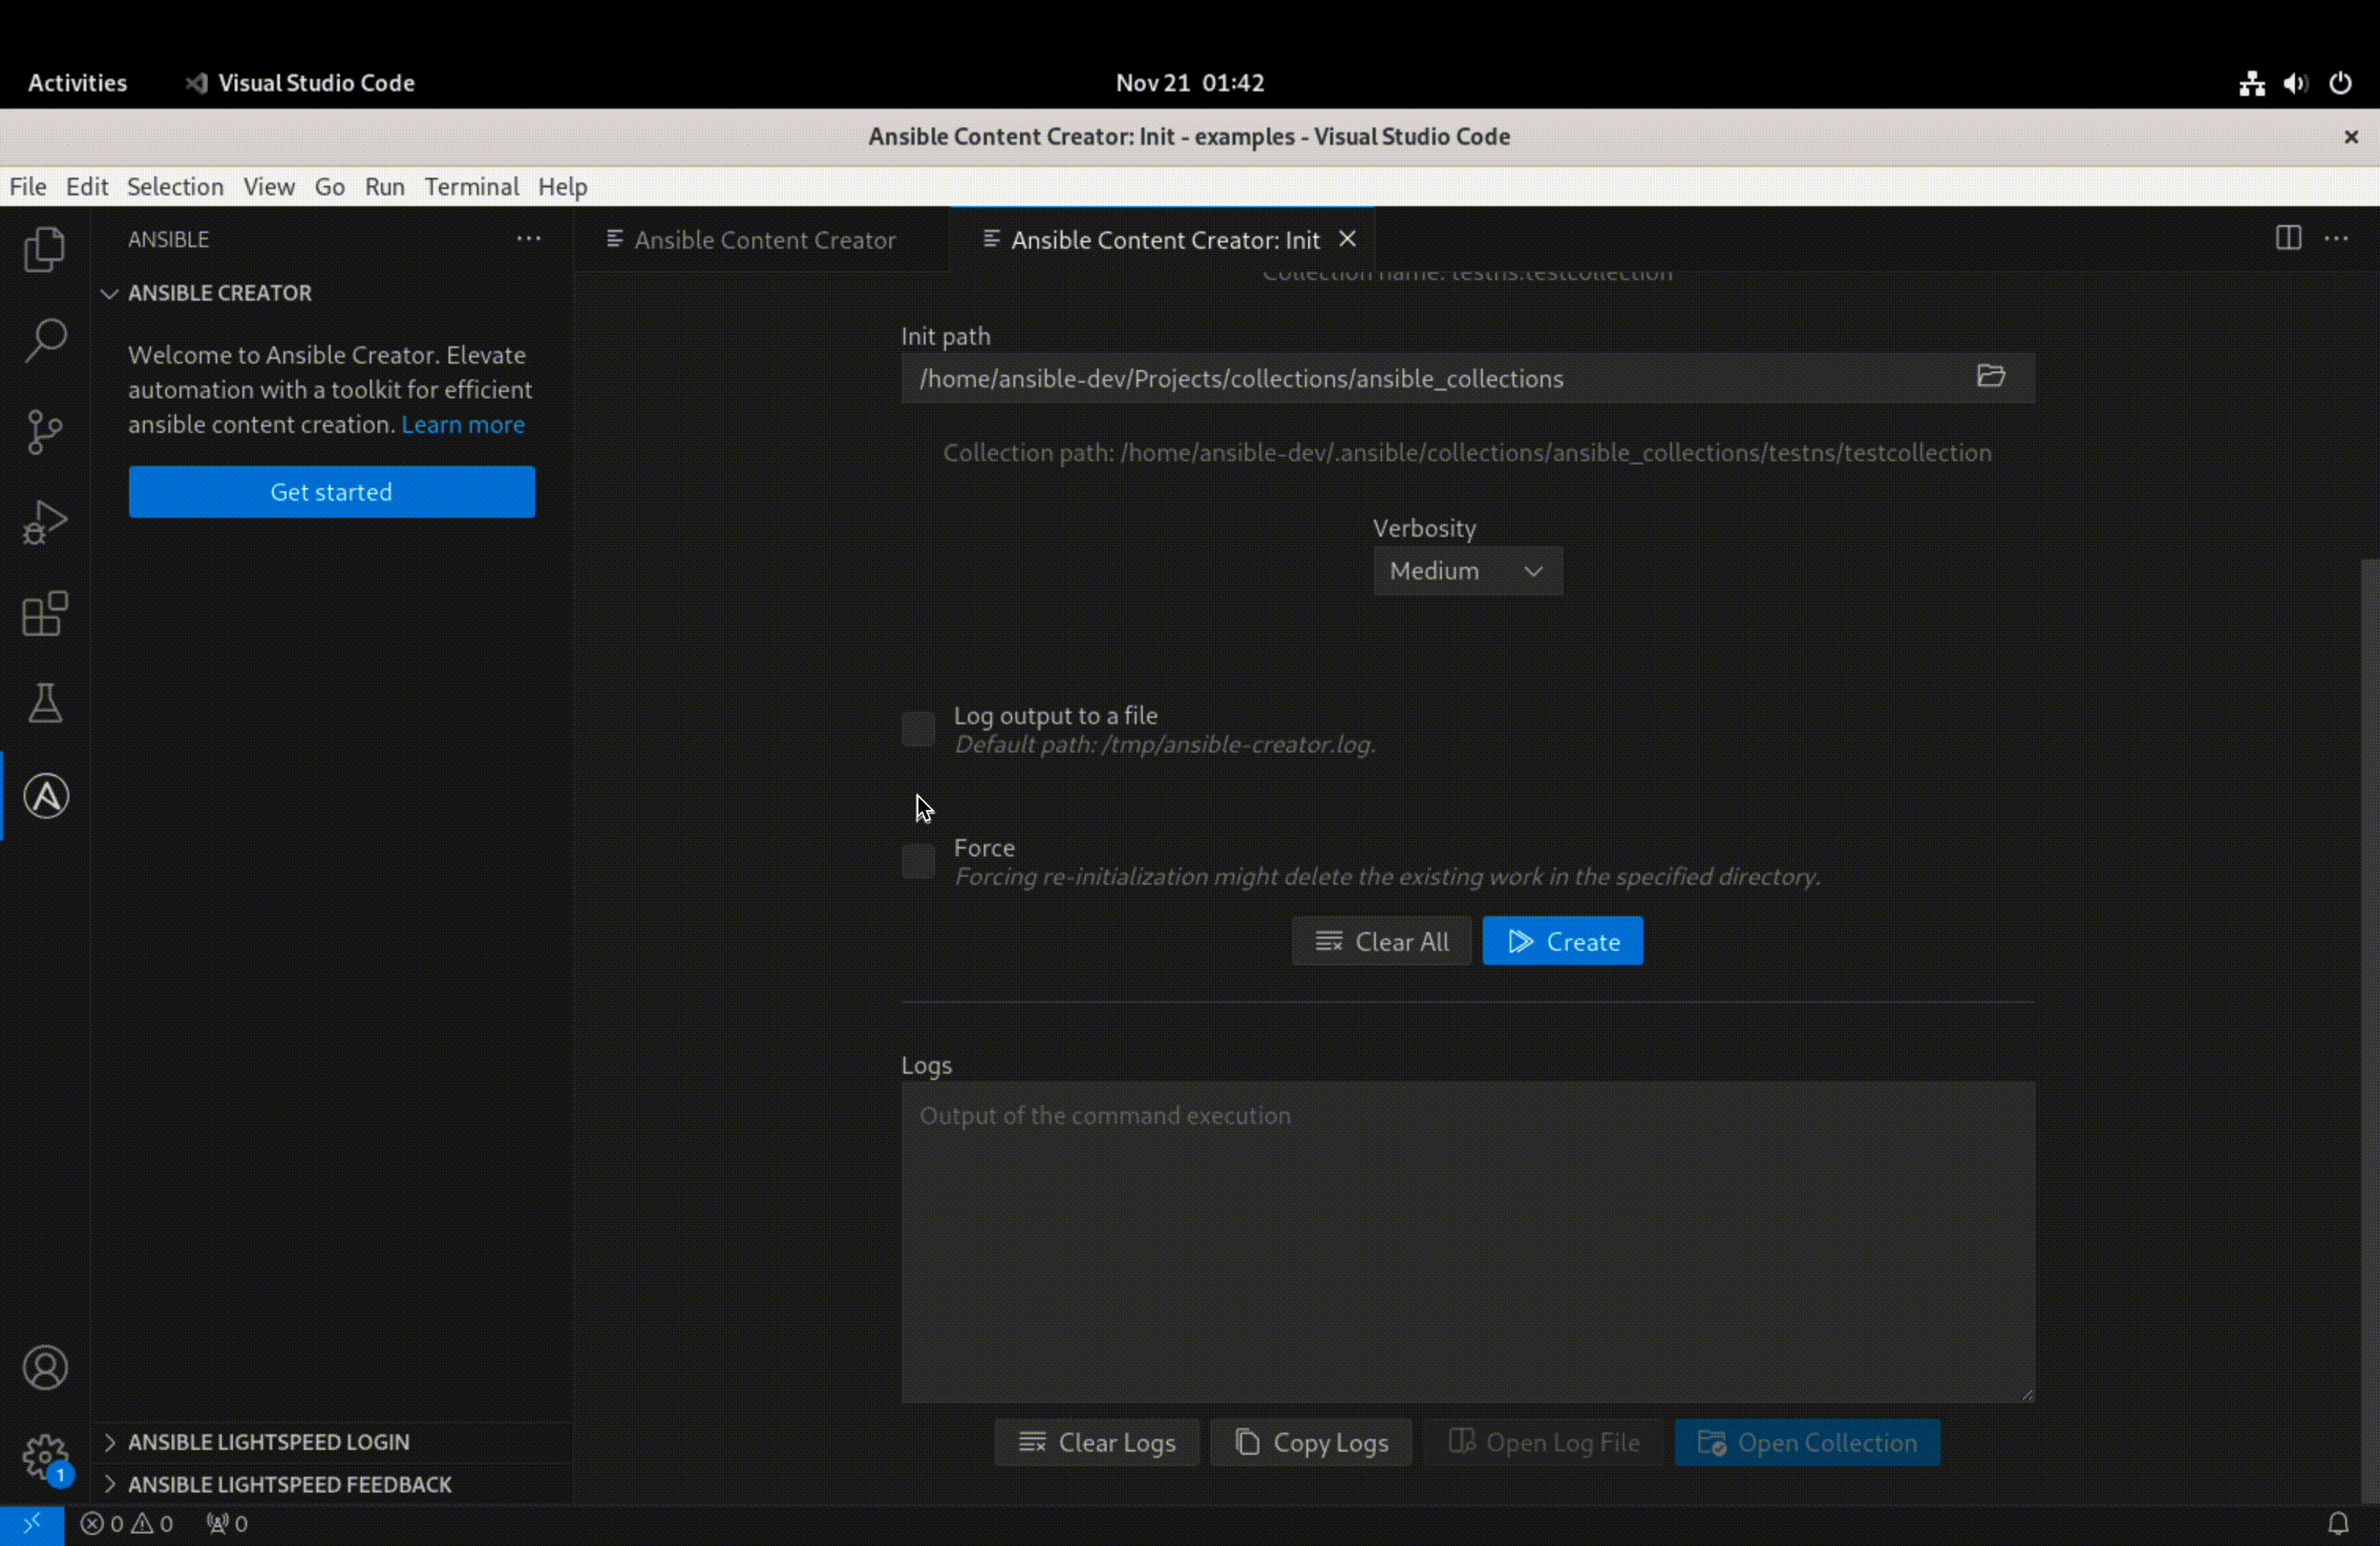 Activities Visual Studio Code Nov 21 01:42
Ansible Content Creator: Init - examples - Visual Studio Code
File Edit Selection View Go Run Terminal Help
ANSIBLE
Ansible Content Creator
Ansible Content Creator: Init
ANSIBLE CREATOR
Welcome to Ansible Creator. Elevate
automation with a toolkit for efficient
ansible content creation. Learn more
Get started
Collection name: testns.testcollection
Init path
/home/ansible-dev/Projects/collections/ansible_collections
Collection path: /home/ansible-dev/.ansible/collections/ansible_collections/testns/testcollection
Verbosity
Medium
Log output to a file
Default path: /tmp/ansible-creator.log.
Force
Forcing re-initialization might delete the existing work in the specified directory.
Clear All Create
Logs
Output of the command execution
Clear Logs Copy Logs Open Log File Open Collection
ANSIBLE LIGHTSPEED LOGIN
ANSIBLE LIGHTSPEED FEEDBACK
1
0 0 0